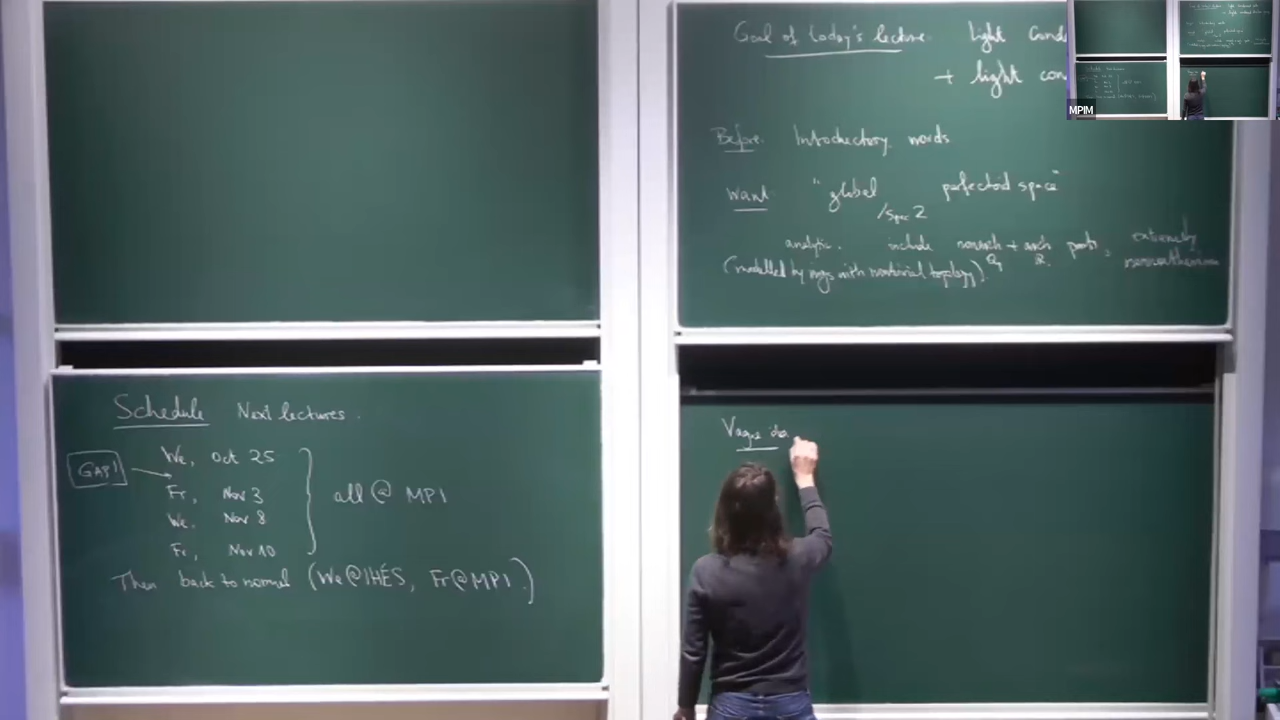 Schedule Next lectures.
GAP!
We, Oct 25
Fr, Nov 3
We, Nov 8
Fr, Nov 10
all @ MPI
Then back to normal (We@IHÉS, Fr@MPI.)
Goal of today's lecture: light Cond
+ light con
Before: Introductory words
Want "global perfectoid space"
/Spec Z
analytic. include nonarch + arch points, extremely
(modelled by rings with nontrivial topology). Qp R. nonnoetherian
Vague idea
MPIM